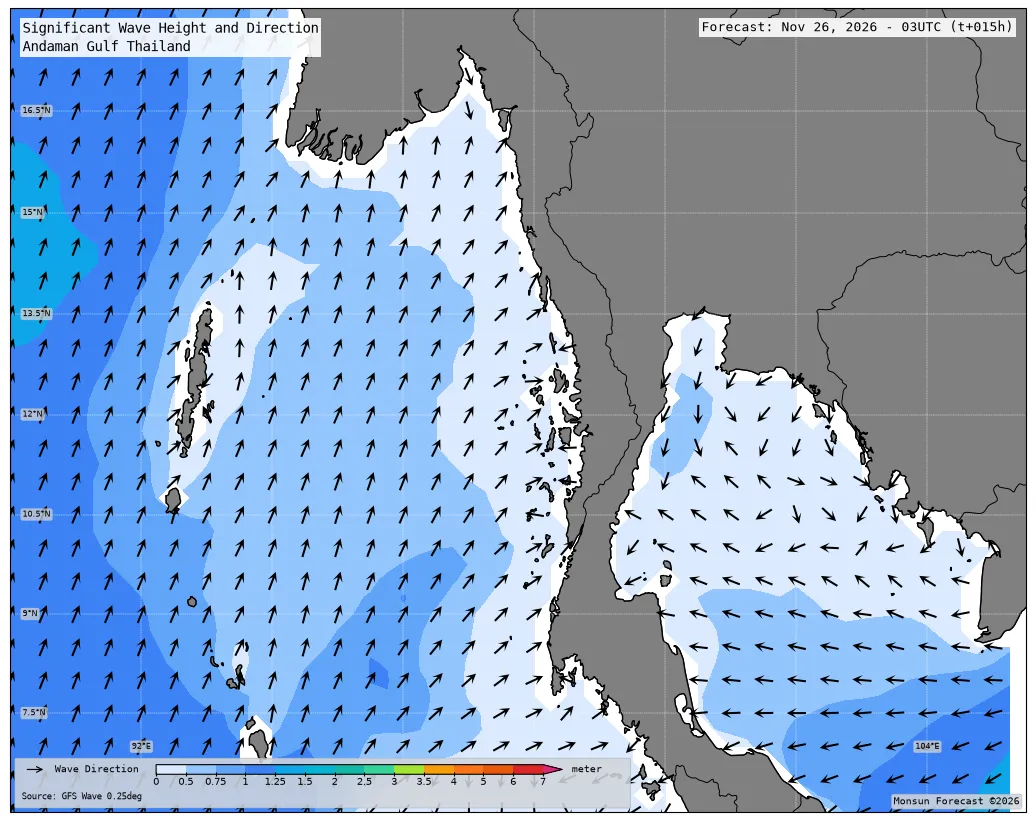 Significant Wave Height and Direction
Andaman Gulf Thailand
Forecast: Nov 26, 2026 - 03UTC (t+015h)
16.5°N
15°N
13.5°N
12°N
10.5°N
9°N
7.5°N
92°E
104°E
Wave Direction
0.5 0.75 1 1.25 1.5 2 2.5 3 3.5 4 5 6 7 meter
Source: GFS Wave 0.25deg
Monsun Forecast ©2026